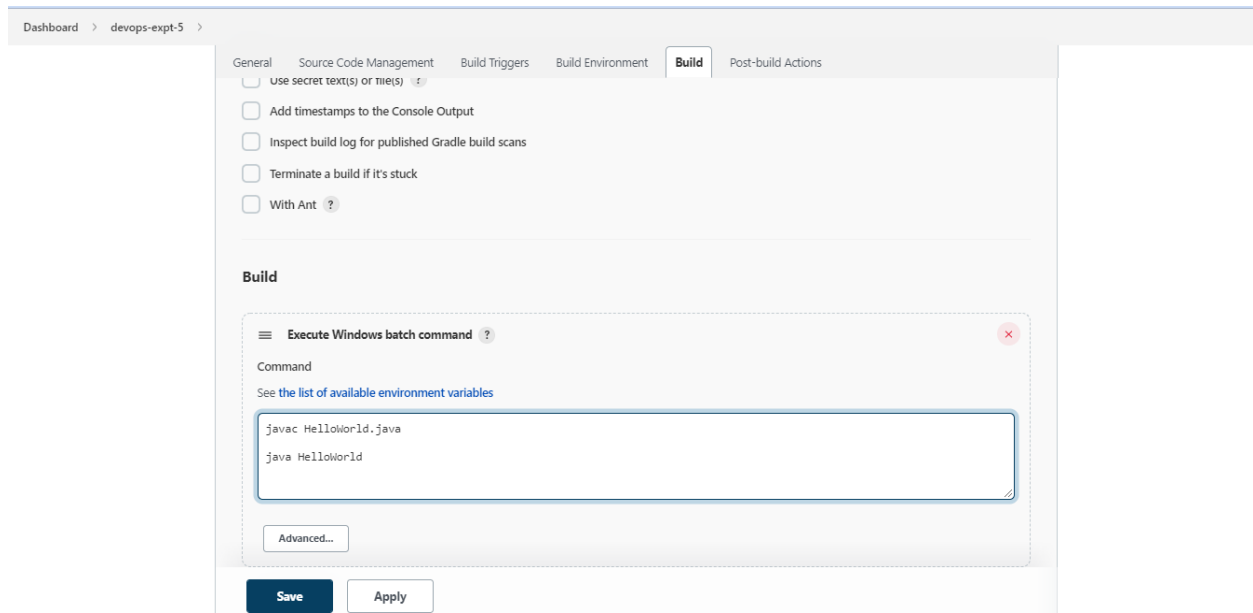 Dashboard > devops-expt-5 >
General Source Code Management Build Triggers Build Environment Build Post-build Actions
Use secret text(s) or file(s) ?
Add timestamps to the Console Output
Inspect build log for published Gradle build scans
Terminate a build if it's stuck
With Ant ?
Build
Execute Windows batch command ?
Command
See the list of available environment variables
javac HelloWorld.java
java HelloWorld
Advanced...
Save Apply